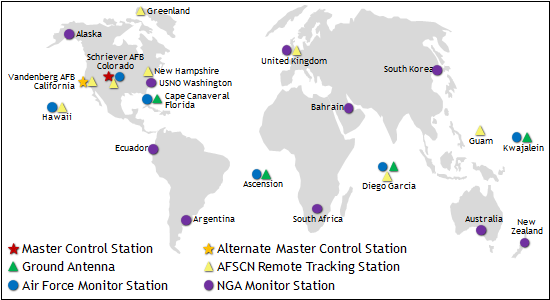 Greenland
Alaska
Schriever AFB
Colorado
Vandenberg AFB
California
New Hampshire
USNO Washington
United Kingdom
South Korea
Cape Canaveral
Florida
Hawaii
Bahrain
Guam
Kwajalein
Ecuador
Ascension
Diego Garcia
Argentina
South Africa
Australia
New
Zealand
Master Control Station
Alternate Master Control Station
Ground Antenna
AFSCN Remote Tracking Station
Air Force Monitor Station
NGA Monitor Station